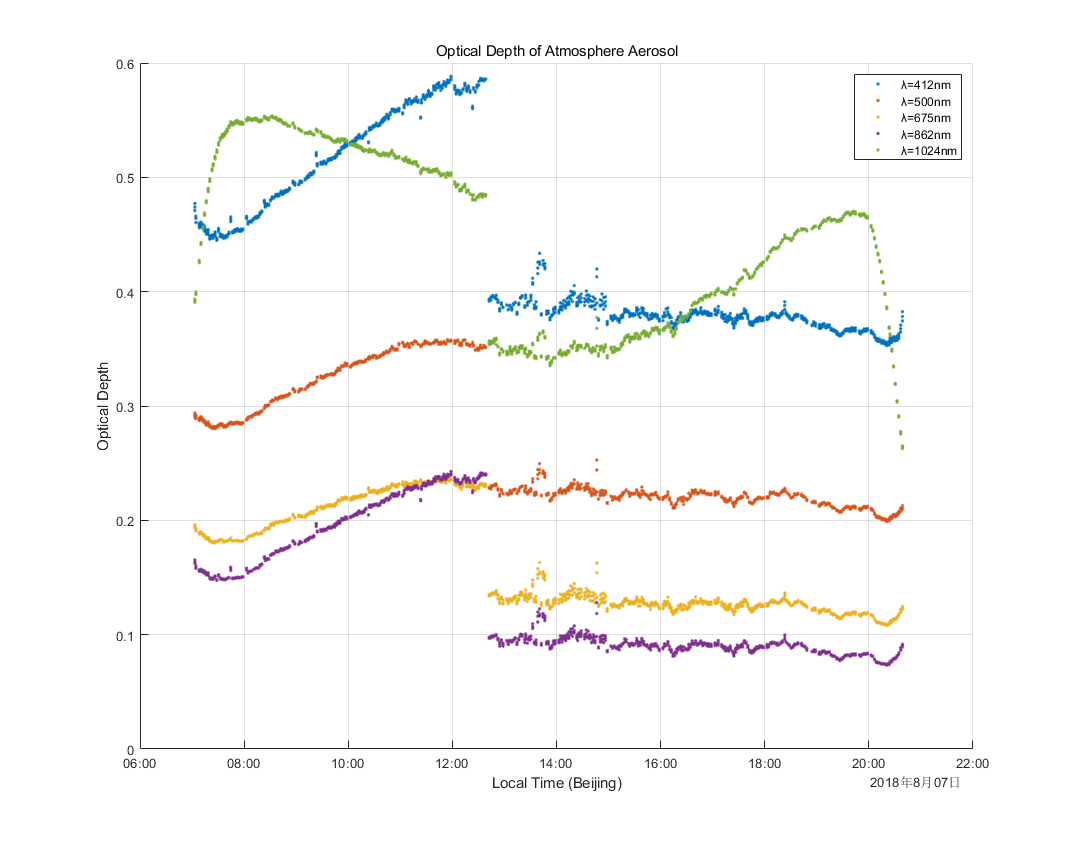 Optical Depth of Atmosphere Aerosol
λ=412nm
λ=500nm
λ=675nm
λ=862nm
λ=1024nm
Optical Depth
0.6
0.5
0.4
0.3
0.2
0.1
0
06:00 08:00 10:00 12:00 14:00 16:00 18:00 20:00 22:00
Local Time (Beijing)
2018年8月07日